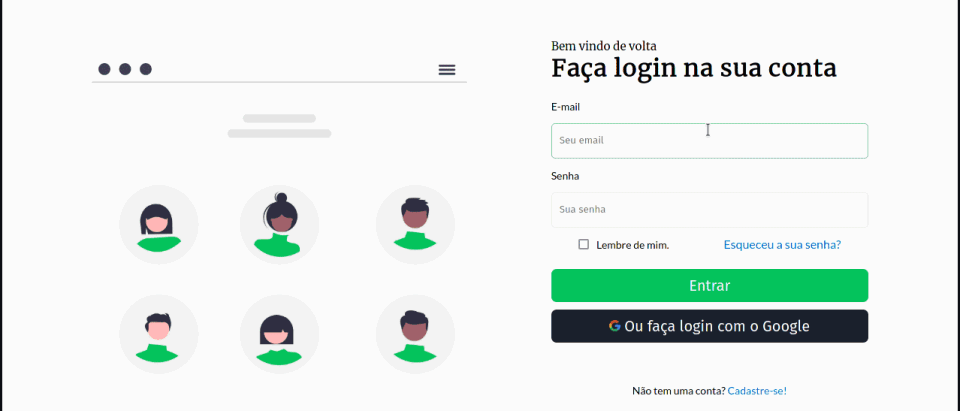 Bem vindo de volta
Faça login na sua conta
E-mail
Seu email
Senha
Sua senha
Lembre de mim.
Esqueceu a sua senha?
Entrar
Ou faça login com o Google
Não tem uma conta? Cadastre-se!